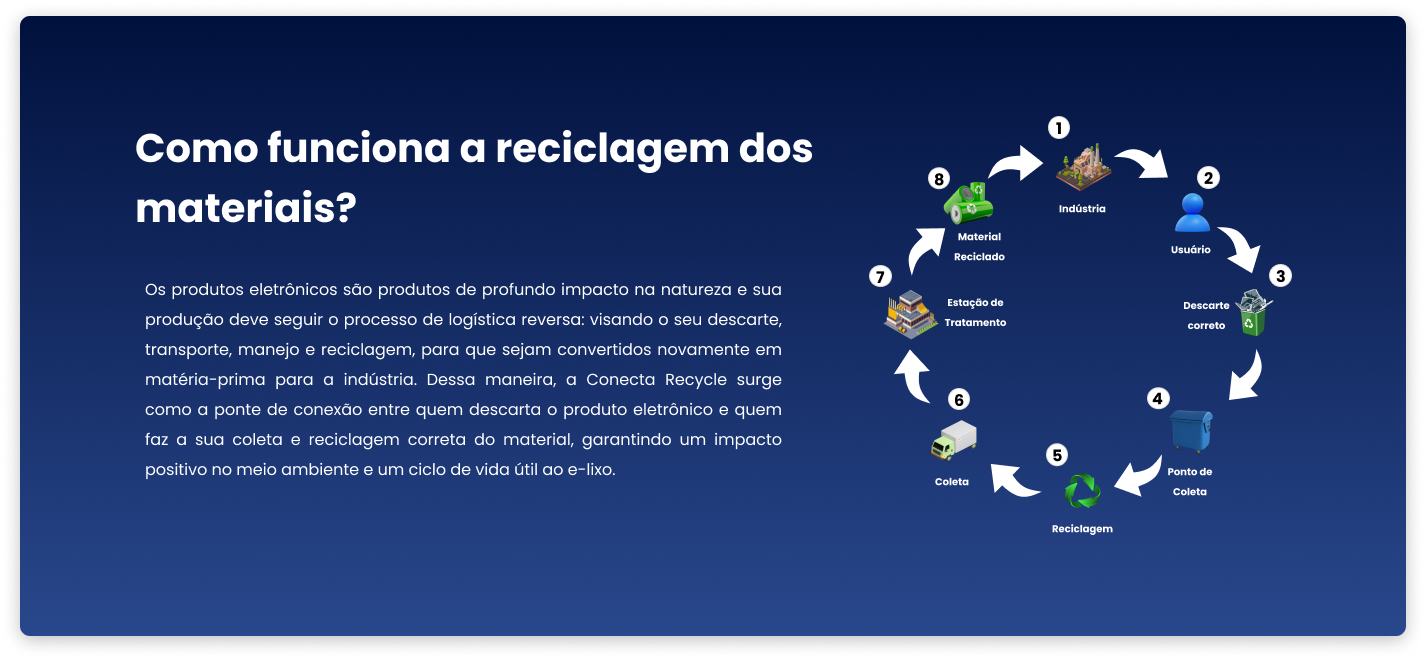 Como funciona a reciclagem dos
materiais?
Os produtos eletrônicos são produtos de profundo impacto na natureza e sua
produção deve seguir o processo de logística reversa: visando o seu descarte,
transporte, manejo e reciclagem, para que sejam convertidos novamente em
matéria-prima para a indústria. Dessa maneira, a Conecta Recycle surge
como a ponte de conexão entre quem descarta o produto eletrônico e quem
faz a sua coleta e reciclagem correta do material, garantindo um impacto
positivo no meio ambiente e um ciclo de vida útil ao e-lixo.
1
Indústria
2
Usuário
3
Descarte
correto
4
Ponto de
Coleta
5
Reciclagem
6
Coleta
7
Estação de
Tratamento
8
Material
Reciclado